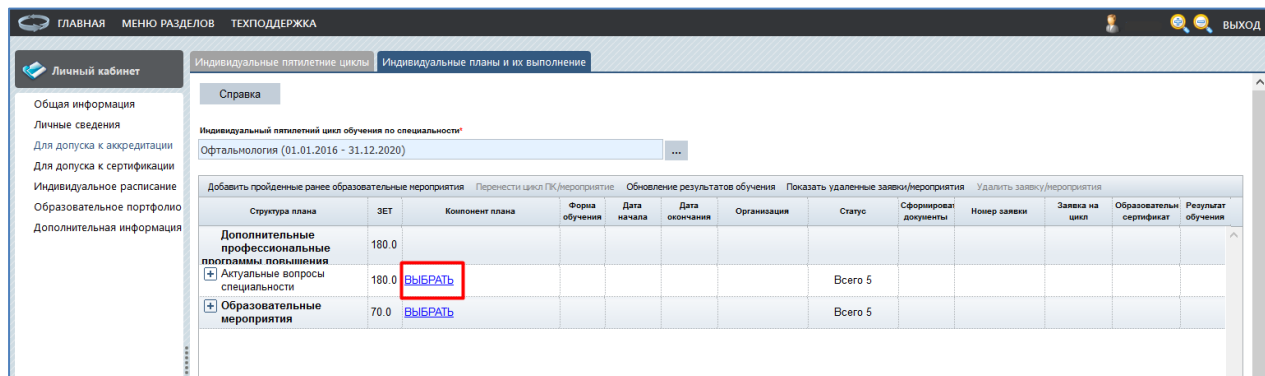 ГЛАВНАЯ МЕНЮ РАЗДЕЛОВ ТЕХПОДДЕРЖКА ВЫХОД
Личный кабинет
Общая информация
Личные сведения
Для допуска к аккредитации
Для допуска к сертификации
Индивидуальное расписание
Образовательное портфолио
Дополнительная информация
Индивидуальные пятилетние циклы Индивидуальные планы и их выполнение
Справка
Индивидуальный пятилетний цикл обучения по специальности*
Офтальмология (01.01.2016 - 31.12.2020) ...
Добавить пройденные ранее образовательные мероприятия Перенести цикл ПК/мероприятие Обновление результатов обучения Показать удаленные заявки/мероприятия Удалить заявку/мероприятия
Структура плана ЗЕТ Компонент плана Форма обучения Дата начала Дата окончания Организация Статус Сформироват документы Номер заявки Заявка на цикл Образовательн сертификат Результат обучения
Дополнительные
профессиональные 180.0
программы повышения
Актуальные вопросы
специальности 180.0 ВЫБРАТЬ Всего 5
Образовательные
мероприятия 70.0 ВЫБРАТЬ Всего 5